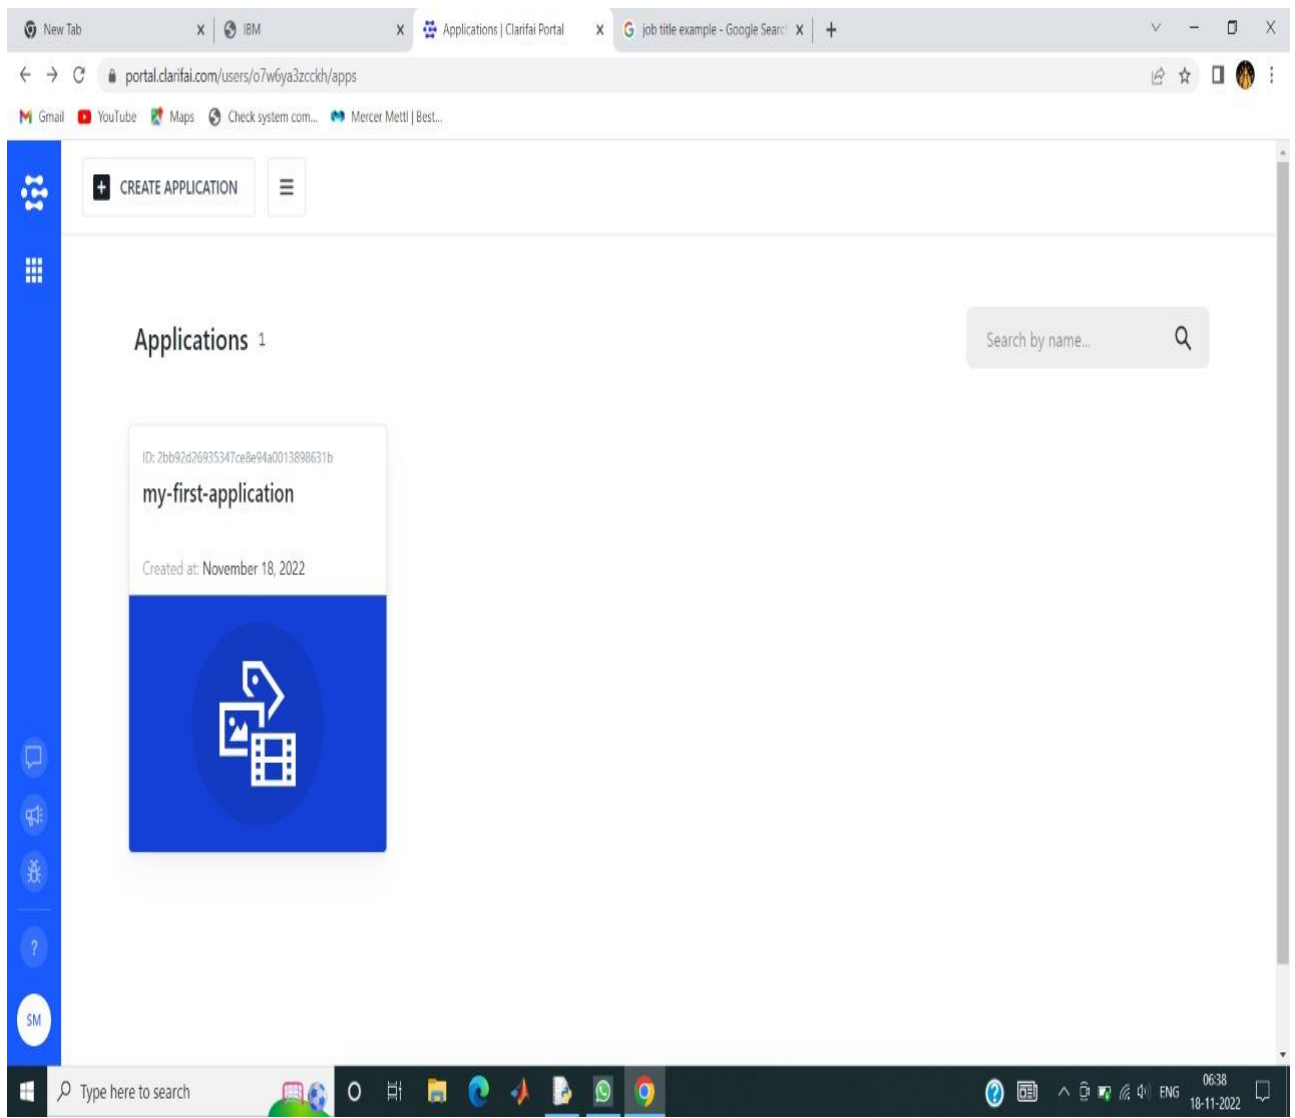 New Tab
IBM
Applications | Clarifai Portal
job title example - Google Searc
portal.clarifai.com/users/o7w6ya3zcckh/apps
Gmail
YouTube
Maps
Check system com...
Mercer Mettl | Best...
CREATE APPLICATION
Applications 1
Search by name...
ID: 2bb92d26935347ce8e94a0013898631b
my-first-application
Created at: November 18, 2022
?
SM
Type here to search
ENG
06:38
18-11-2022